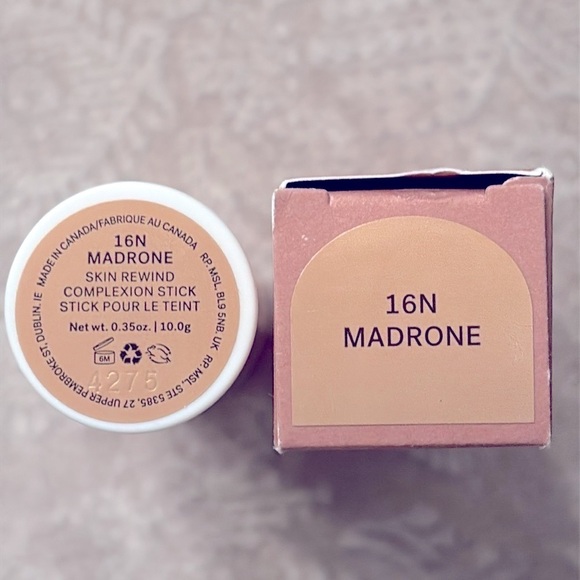 MADE IN CANADA/FABRIQUE AU CANADA
RP: MSL, BL9 5NB, UK RP: MSL, STE 5385, 27 UPPER PEMBROKE ST, DUBLIN, IE
16N
MADRONE
SKIN REWIND
COMPLEXION STICK
STICK POUR LE TEINT
Net wt. 0.35oz. | 10.0g
6M
4275
16N
MADRONE